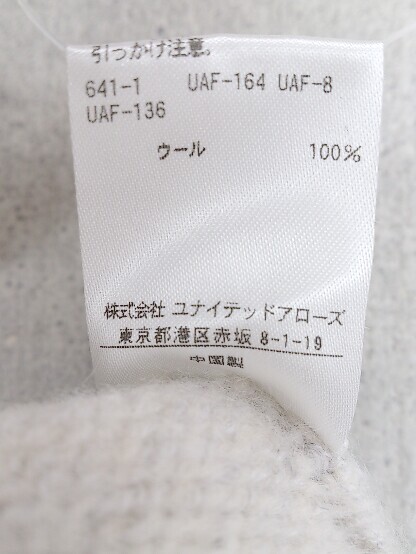 引っかけ注意。
641-1 UAF-164 UAF-8
UAF-136
ウール 100%
株式会社 ユナイテッドアローズ
東京都港区赤坂 8-1-19
中国製